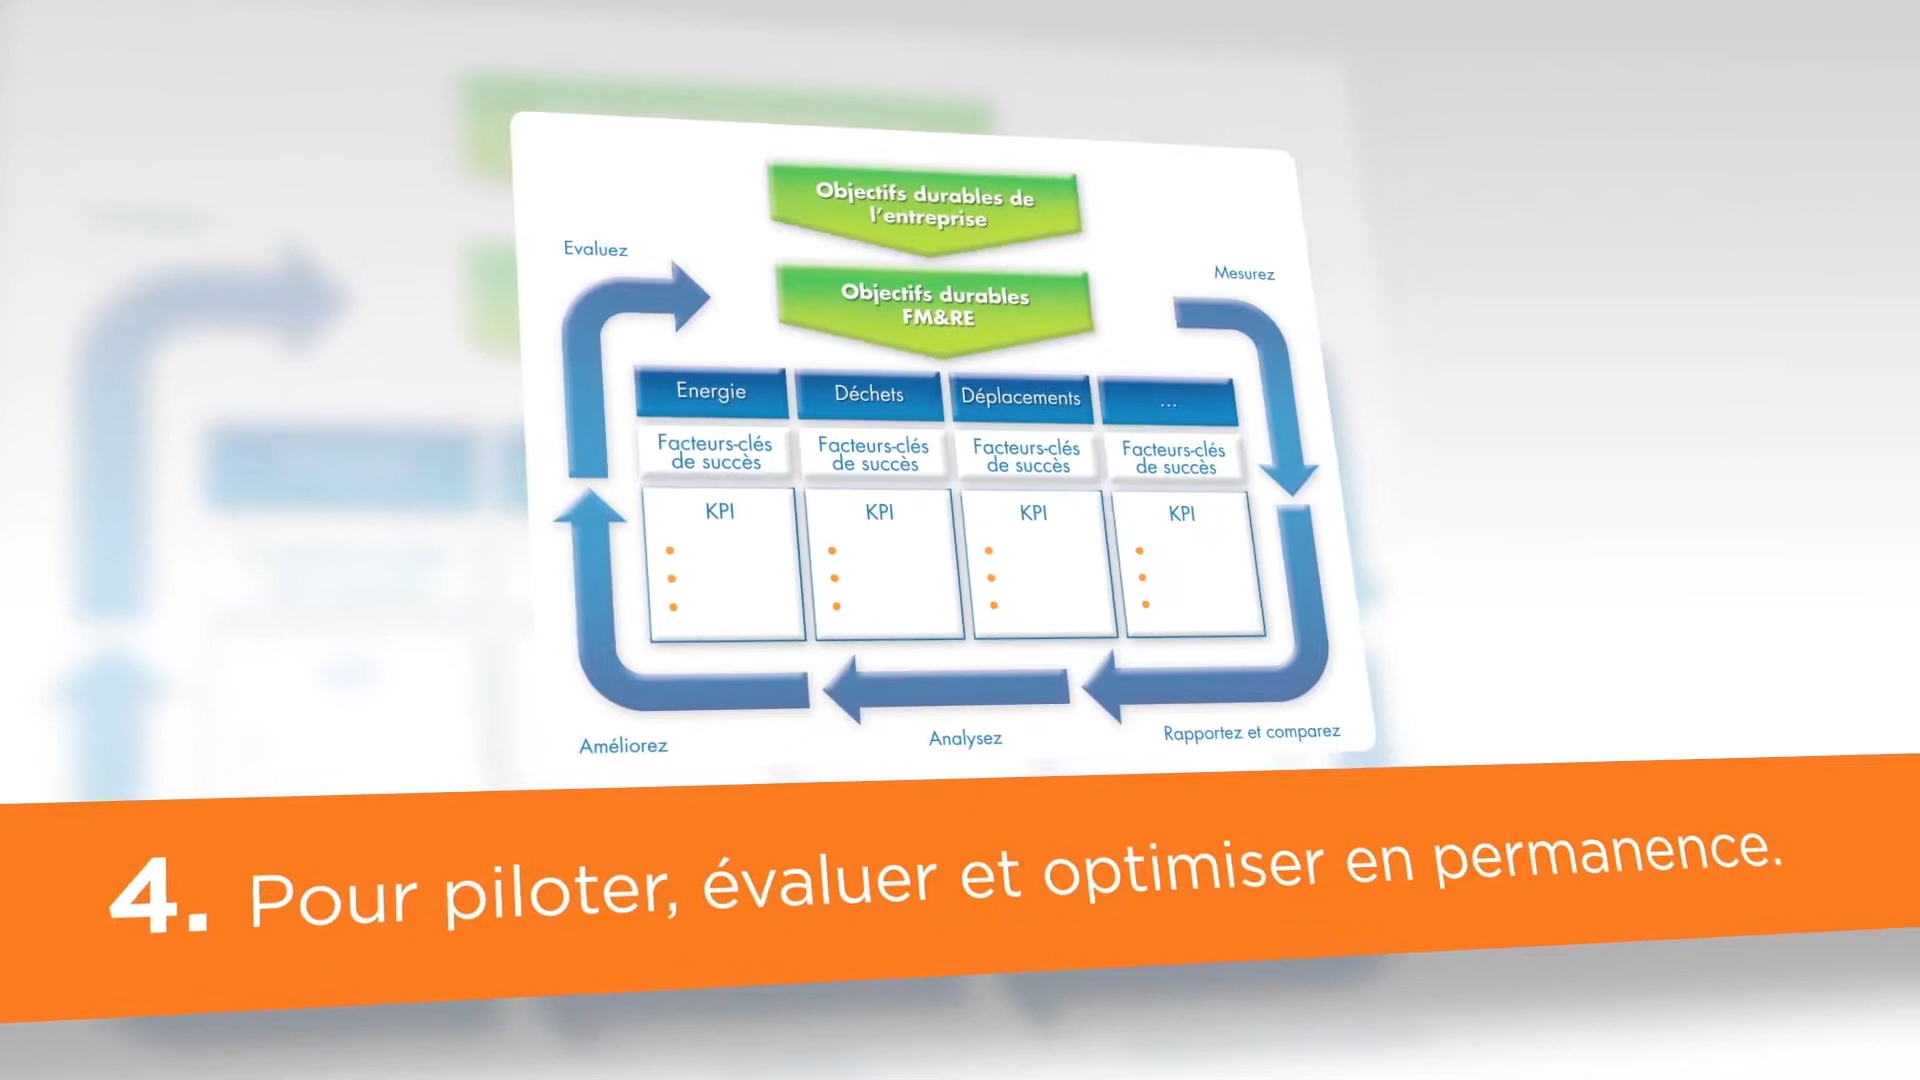 Objectifs durables de
l'entreprise
Evaluez
Mesurez
Objectifs durables
FM&RE
Energie
Déchets
Déplacements
...
Facteurs-clés
de succès
Facteurs-clés
de succès
Facteurs-clés
de succès
Facteurs-clés
de succès
KPI
KPI
KPI
KPI
Améliorez
Analysez
Rapportez et comparez
4. Pour piloter, évaluer et optimiser en permanence.